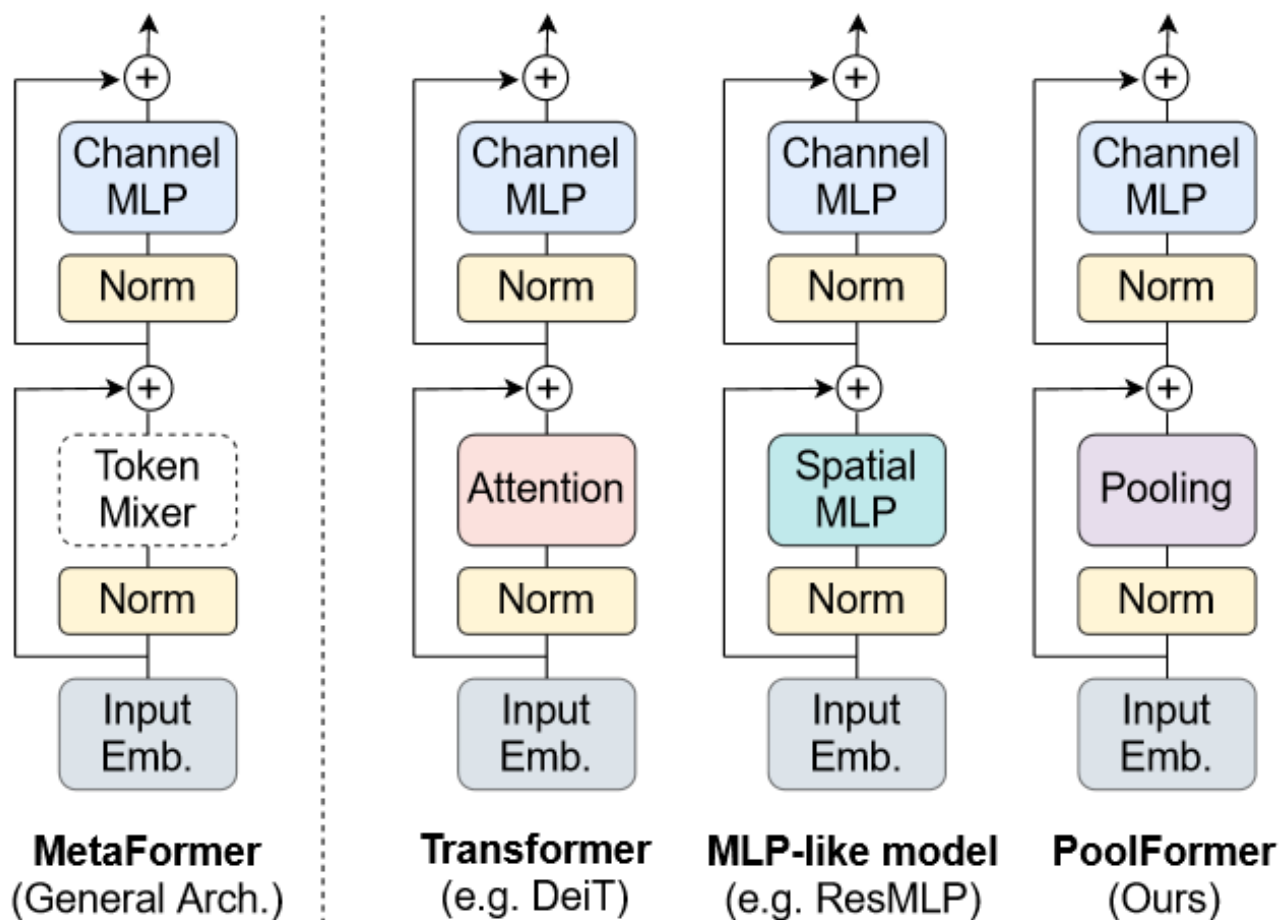 +
Channel
MLP
Norm
+
Token
Mixer
Norm
Input
Emb.
MetaFormer
(General Arch.)
+
Channel
MLP
Norm
+
Attention
Norm
Input
Emb.
Transformer
(e.g. DeiT)
+
Channel
MLP
Norm
+
Spatial
MLP
Norm
Input
Emb.
MLP-like model
(e.g. ResMLP)
+
Channel
MLP
Norm
+
Pooling
Norm
Input
Emb.
PoolFormer
(Ours)